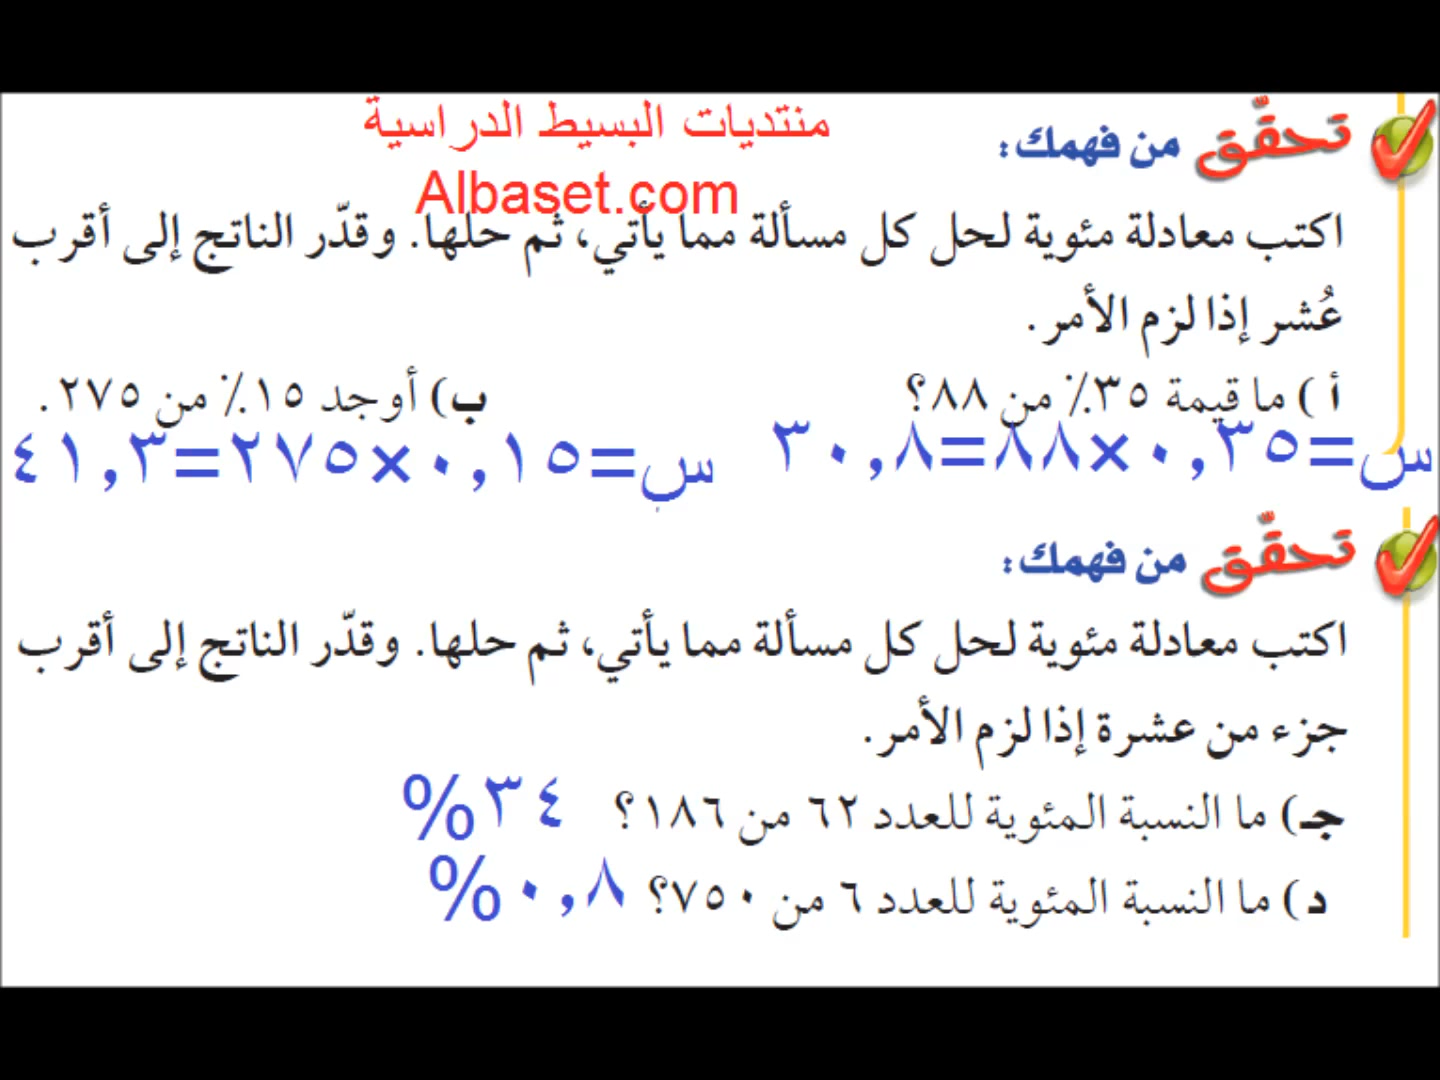 منتديات البسيط الدراسية
Albaset.com
تحقّق من فهمك:
اكتب معادلة مئوية لحل كل مسألة مما يأتي، ثم حلها. وقدّر الناتج إلى أقرب
عُشر إذا لزم الأمر.
أ ) ما قيمة ٣٥٪ من ٨٨؟ ب) أوجد ١٥٪ من ٢٧٥.
س=٠,٣٥×٨٨=٣٠,٨ س=٠,١٥×٢٧٥=٤١,٣
تحقّق من فهمك:
اكتب معادلة مئوية لحل كل مسألة مما يأتي، ثم حلها. وقدّر الناتج إلى أقرب
جزء من عشرة إذا لزم الأمر.
جـ) ما النسبة المئوية للعدد ٦٢ من ١٨٦؟ ٣٤%
د ) ما النسبة المئوية للعدد ٦ من ٧٥٠؟ ٠,٨%